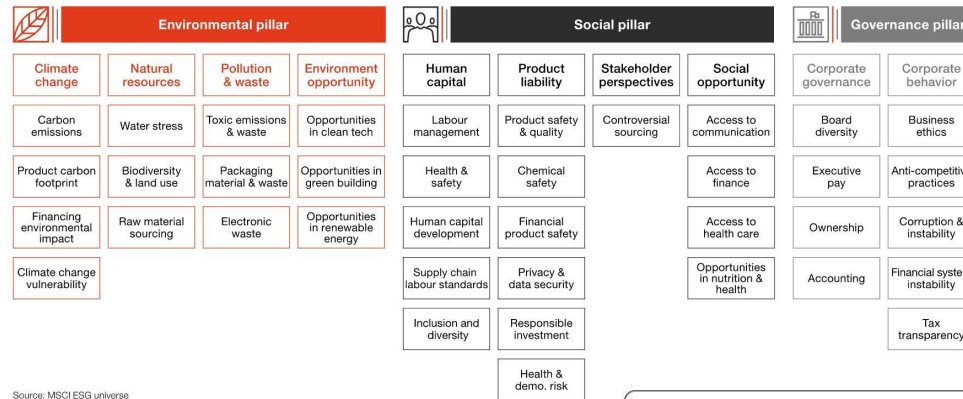 Environmental pillar
Social pillar
Governance pillar
Climate
change
Natural
resources
Pollution
& waste
Environment
opportunity
Human
capital
Product
liability
Stakeholder
perspectives
Social
opportunity
Corporate
governance
Corporate
behavior
Carbon
emissions
Water stress
Toxic emissions
& waste
Opportunities
in clean tech
Labour
management
Product safety
& quality
Controversial
sourcing
Access to
communication
Board
diversity
Business
ethics
Product carbon
footprint
Biodiversity
& land use
Packaging
material & waste
Opportunities in
green building
Health &
safety
Chemical
safety
Access to
finance
Executive
pay
Anti-competitiv
practices
Financing
environmental
impact
Raw material
sourcing
Electronic
waste
Opportunities
in renewable
energy
Human capital
development
Financial
product safety
Access to
health care
Ownership
Corruption &
instability
Climate change
vulnerability
Supply chain
labour standards
Privacy &
data security
Opportunities
in nutrition &
health
Accounting
Financial syste
instability
Inclusion and
diversity
Responsible
investment
Tax
transparency
Health &
demo. risk
Source: MSCI ESG universe